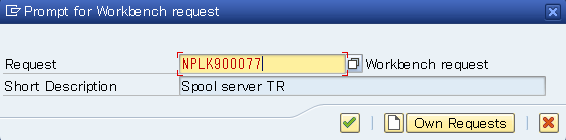 Prompt for Workbench request
Request NPLK900077 Workbench request
Short Description Spool server TR
Own Requests